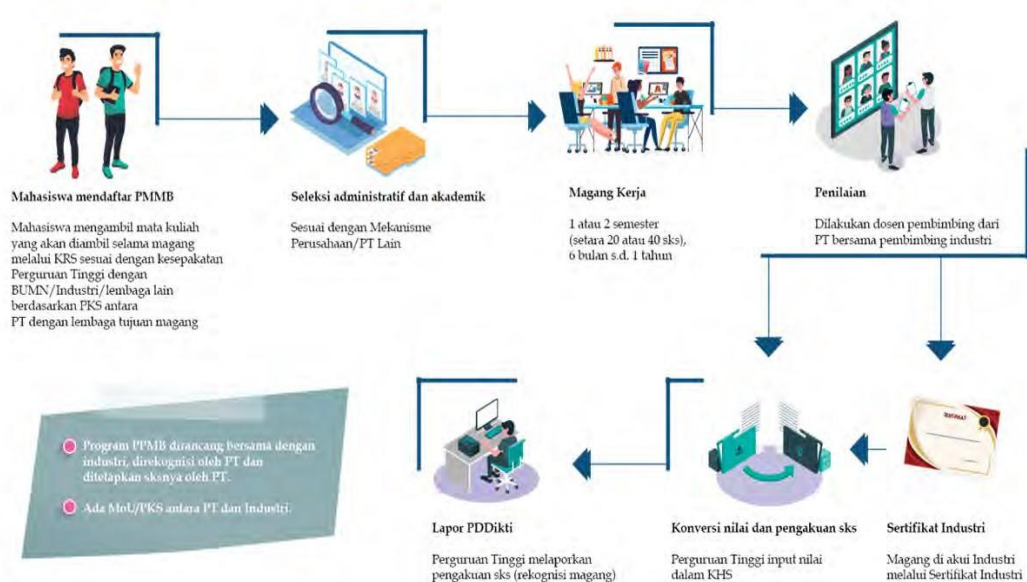 Mahasiswa mendaftar PMMB
Mahasiswa mengambil mata kuliah
yang akan diambil selama magang
melalui KRS sesuai dengan kesepakatan
Perguruan Tinggi dengan
BUMN/Industri/lembaga lain
berdasarkan PKS antara
PT dengan lembaga tujuan magang
Seleksi administratif dan akademik
Sesuai dengan Mekanisme
Perusahaan/PT Lain
Magang Kerja
1 atau 2 semester
(setara 20 atau 40 sks),
6 bulan s.d. 1 tahun
Penilaian
Dilakukan dosen pembimbing dari
PT bersama pembimbing industri
Program PPMB dirancang bersama dengan
industri, direkognisi oleh PT dan
ditetapkan sksnya oleh PT.
Ada MoU/PKS antara PT dan Industri.
Lapor PDDikti
Perguruan Tinggi melaporkan
pengakuan sks (rekognisi magang)
Konversi nilai dan pengakuan sks
Perguruan Tinggi input nilai
dalam KHS
SERTIFIKAT
Sertifikat Industri
Magang di akui Industri
melalui Sertifikat Industri